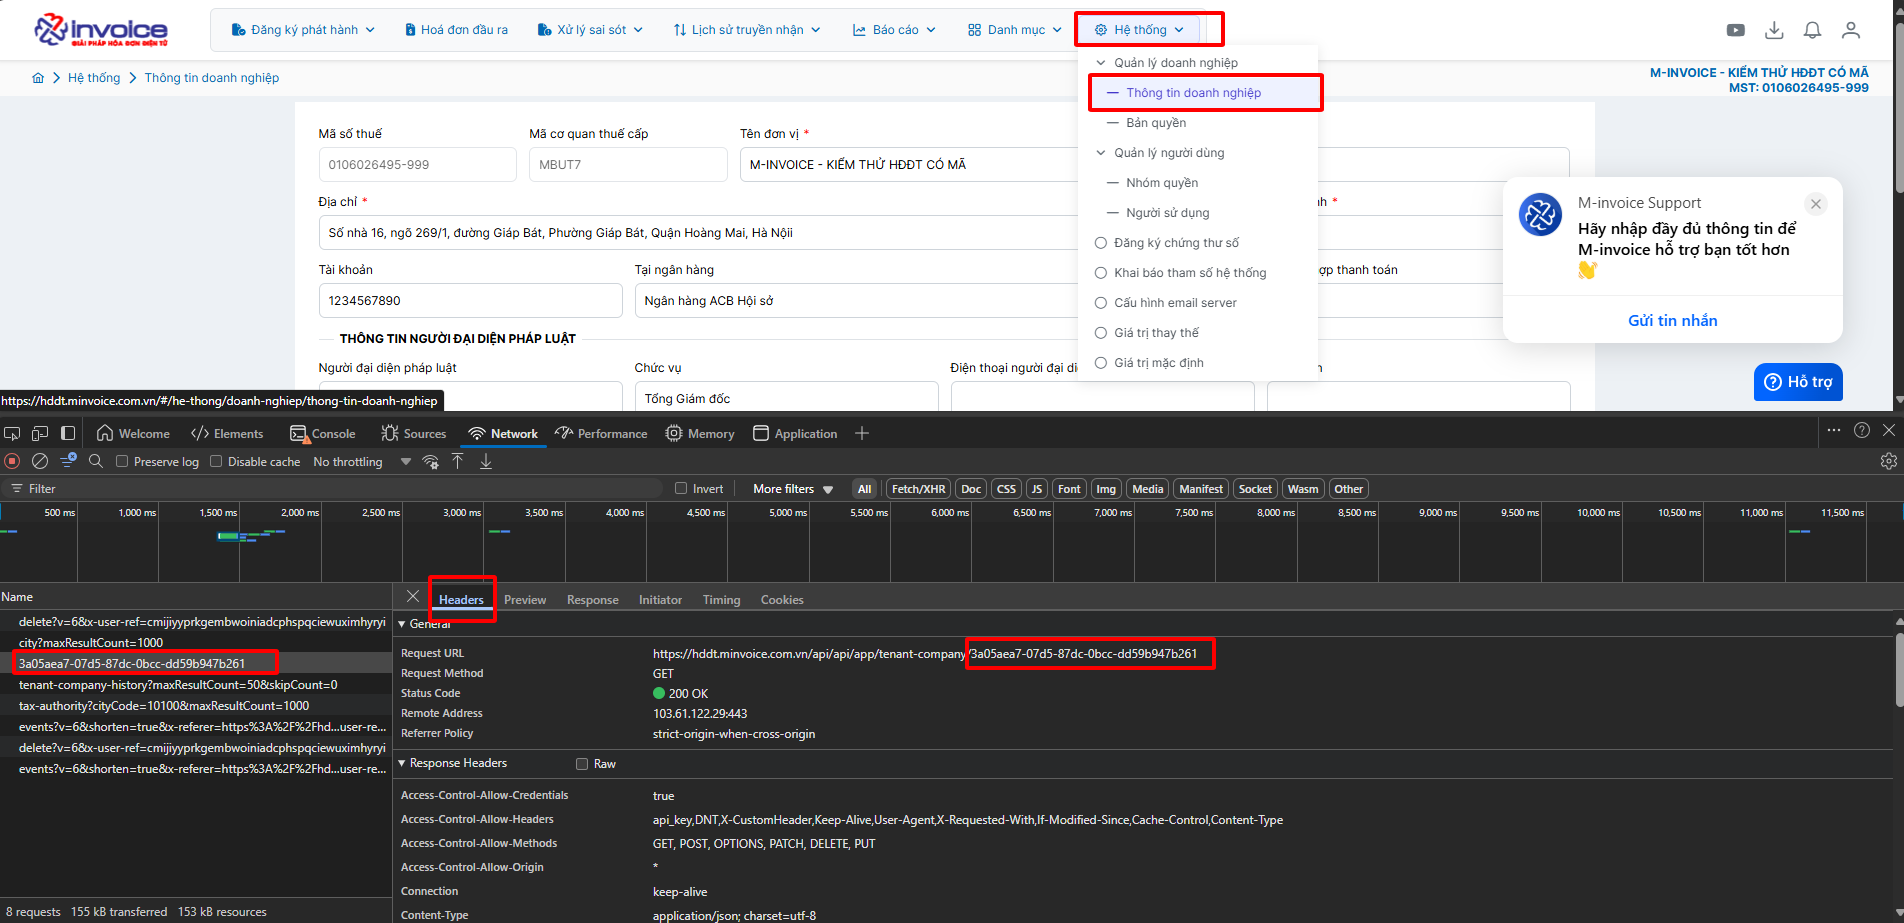 invoice
GIẢI PHÁP HÓA ĐƠN ĐIỆN TỬ
Đăng ký phát hành
Hoá đơn đầu ra
Xử lý sai sót
Lịch sử truyền nhận
Báo cáo
Danh mục
Hệ thống
Hệ thống
Thông tin doanh nghiệp
M-INVOICE - KIỂM THỬ HĐĐT CÓ MÃ
MST: 0106026495-999
Quản lý doanh nghiệp
Thông tin doanh nghiệp
Bản quyền
Quản lý người dùng
Nhóm quyền
Người sử dụng
Đăng ký chứng thư số
Khai báo tham số hệ thống
Cấu hình email server
Giá trị thay thế
Giá trị mặc định
Mã số thuế
Mã cơ quan thuế cấp
Tên đơn vị *
0106026495-999
MBUT7
M-INVOICE - KIỂM THỬ HĐĐT CÓ MÃ
Địa chỉ *
nh *
Số nhà 16, ngõ 269/1, đường Giáp Bát, Phường Giáp Bát, Quận Hoàng Mai, Hà Nội
Tài khoản
Tại ngân hàng
ợp thanh toán
1234567890
Ngân hàng ACB Hội sở
THÔNG TIN NGƯỜI ĐẠI DIỆN PHÁP LUẬT
Người đại diện pháp luật
Chức vụ
Điện thoại người đại di
n
Tổng Giám đốc
M-invoice Support
Hãy nhập đầy đủ thông tin để
M-invoice hỗ trợ bạn tốt hơn
👋
Gửi tin nhắn
Hỗ trợ
https://hddt.minvoice.com.vn/#/he-thong/doanh-nghiep/thong-tin-doanh-nghiep
Welcome
Elements
Console
Sources
Network
Performance
Memory
Application
Preserve log
Disable cache
No throttling
Filter
Invert
More filters
All
Fetch/XHR
Doc
CSS
JS
Font
Img
Media
Manifest
Socket
Wasm
Other
500 ms
1,000 ms
1,500 ms
2,000 ms
2,500 ms
3,000 ms
3,500 ms
4,000 ms
4,500 ms
5,000 ms
5,500 ms
6,000 ms
6,500 ms
7,000 ms
7,500 ms
8,000 ms
8,500 ms
9,000 ms
9,500 ms
10,000 ms
10,500 ms
11,000 ms
11,500 ms
Name
delete?v=6&x-user-ref=cmijiyyprkgembwoiniadcphspqciewuximhyryi
city?maxResultCount=1000
3a05aea7-07d5-87dc-0bcc-dd59b947b261
tenant-company-history?maxResultCount=50&skipCount=0
tax-authority?cityCode=10100&maxResultCount=1000
events?v=6&shorten=true&x-referer=https%3A%2F%2Fhd...user-re...
delete?v=6&x-user-ref=cmijiyyprkgembwoiniadcphspqciewuximhyryi
events?v=6&shorten=true&x-referer=https%3A%2F%2Fhd...user-re...
8 requests
155 kB transferred
153 kB resources
Headers
Preview
Response
Initiator
Timing
Cookies
General
Request URL
https://hddt.minvoice.com.vn/api/api/app/tenant-company/3a05aea7-07d5-87dc-0bcc-dd59b947b261
Request Method
GET
Status Code
200 OK
Remote Address
103.61.122.29:443
Referrer Policy
strict-origin-when-cross-origin
Response Headers
Raw
Access-Control-Allow-Credentials
true
Access-Control-Allow-Headers
api_key,DNT,X-CustomHeader,Keep-Alive,User-Agent,X-Requested-With,If-Modified-Since,Cache-Control,Content-Type
Access-Control-Allow-Methods
GET, POST, OPTIONS, PATCH, DELETE, PUT
Access-Control-Allow-Origin
*
Connection
keep-alive
Content-Type
application/json; charset=utf-8